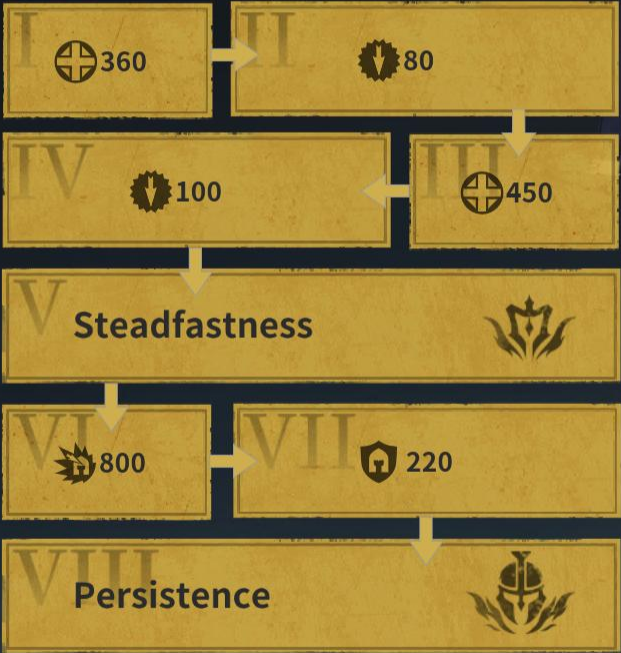 I 360
II 80
III 450
IV 100
V Steadfastness
VI 800
VII 220
VIII Persistence